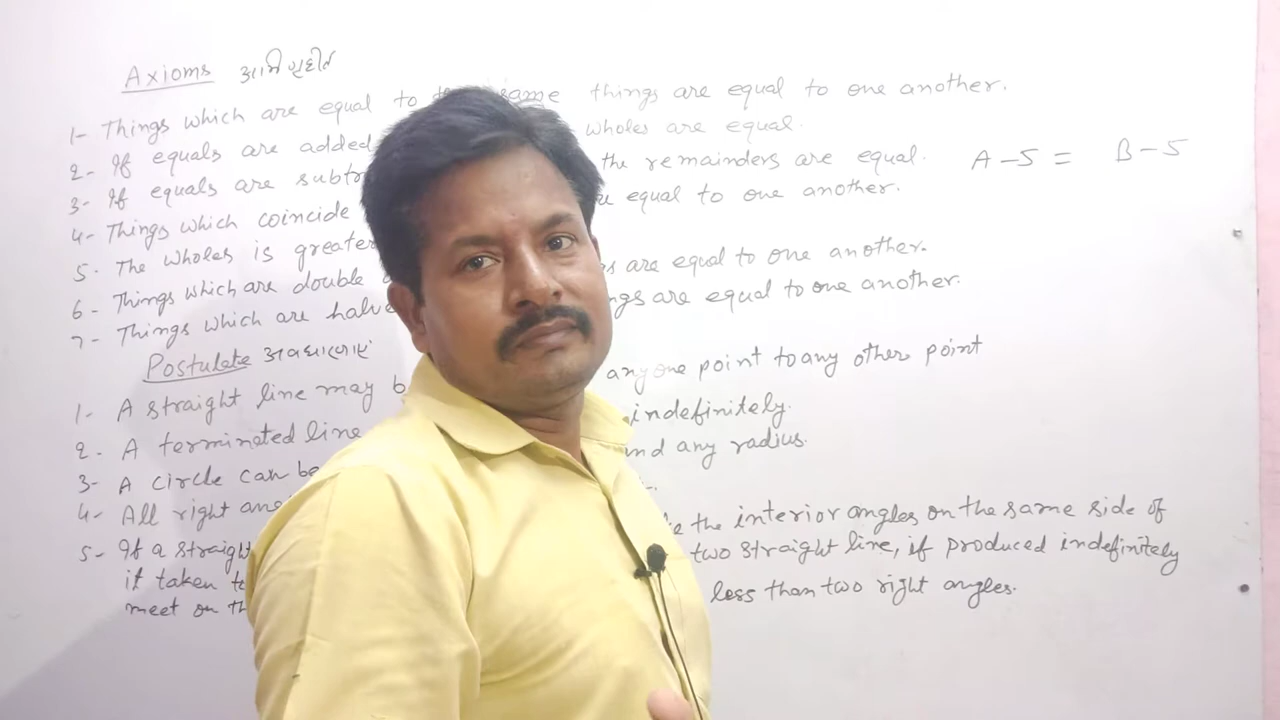 Axioms अभिगृहीत
1- Things which are equal to same things are equal to one another.
2- If equals are added wholes are equal.
3- If equals are subtr the remainders are equal. A-5 = B-5
4- Things which coincide equal to one another.
5. The wholes is greater
6- Things which are double are equal to one another.
7- Things which are halve ngs are equal to one another.
Postulate
1- A straight line may b any one point to any other point
2. A terminated line indefinitely.
3- A circle can be and any radius.
4- All right ang
5- If a straight the interior angles on the same side of
it taken t two straight line, if produced indefinitely
meet on th less than two right angles.